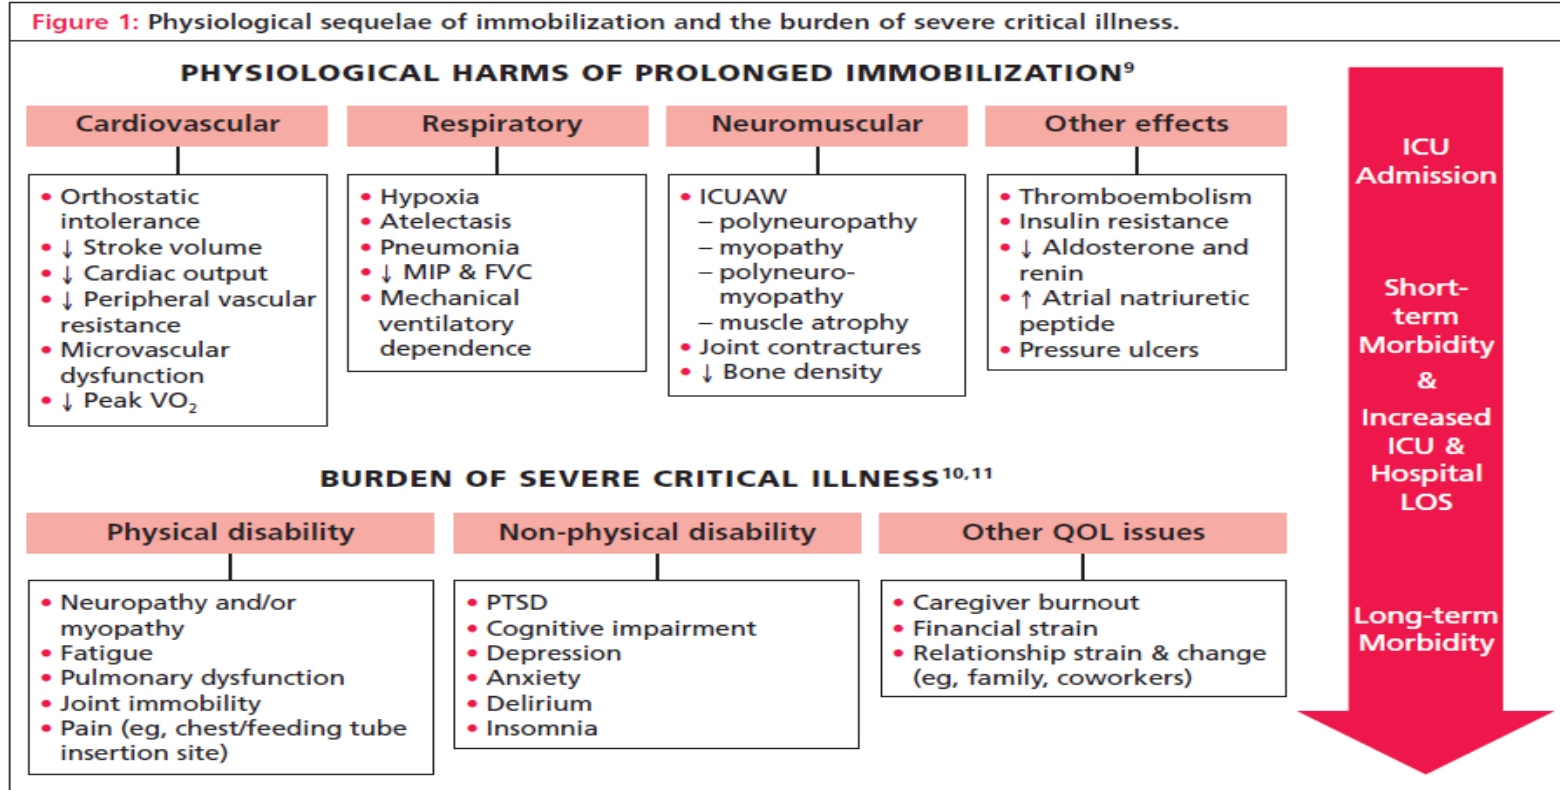 Figure 1: Physiological sequelae of immobilization and the burden of severe critical illness.
PHYSIOLOGICAL HARMS OF PROLONGED IMMOBILIZATION⁹
Cardiovascular
• Orthostatic
intolerance
• ↓ Stroke volume
• ↓ Cardiac output
• ↓ Peripheral vascular
resistance
• Microvascular
dysfunction
• ↓ Peak VO₂
Respiratory
• Hypoxia
• Atelectasis
• Pneumonia
• ↓ MIP & FVC
• Mechanical
ventilatory
dependence
Neuromuscular
• ICUAW
– polyneuropathy
– myopathy
– polyneuro-
myopathy
– muscle atrophy
• Joint contractures
• ↓ Bone density
Other effects
• Thromboembolism
• Insulin resistance
• ↓ Aldosterone and
renin
• ↑ Atrial natriuretic
peptide
• Pressure ulcers
BURDEN OF SEVERE CRITICAL ILLNESS¹⁰,¹¹
Physical disability
• Neuropathy and/or
myopathy
• Fatigue
• Pulmonary dysfunction
• Joint immobility
• Pain (eg, chest/feeding tube
insertion site)
Non-physical disability
• PTSD
• Cognitive impairment
• Depression
• Anxiety
• Delirium
• Insomnia
Other QOL issues
• Caregiver burnout
• Financial strain
• Relationship strain & change
(eg, family, coworkers)
ICU
Admission
Short-
term
Morbidity
&
Increased
ICU &
Hospital
LOS
Long-term
Morbidity